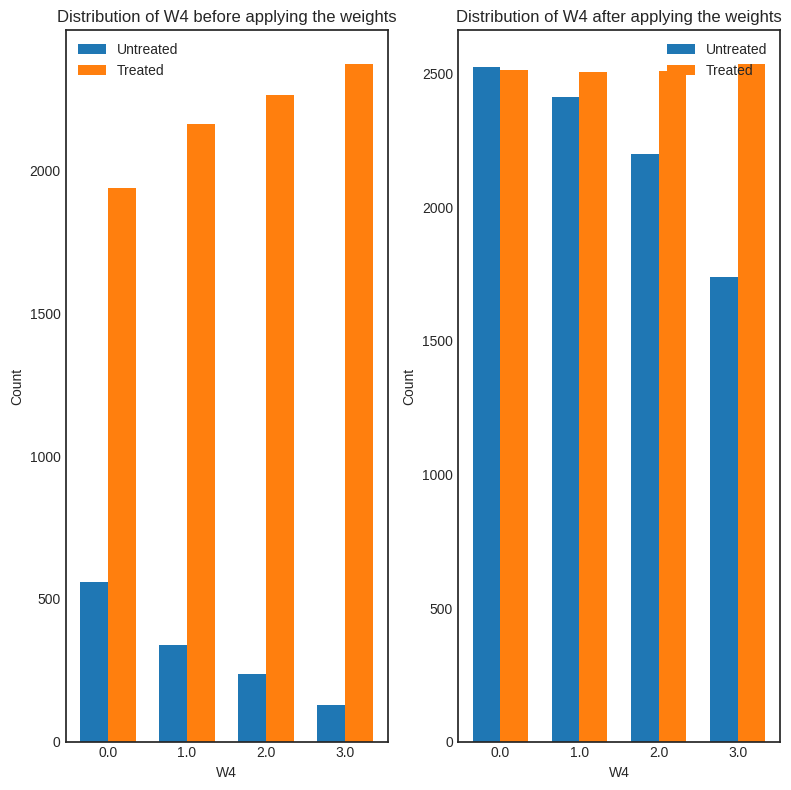 Distribution of W4 before applying the weights
Untreated
Treated
2000
1500
1000
500
0
Count
0.0 1.0 2.0 3.0
W4
Distribution of W4 after applying the weights
Untreated
Treated
2500
2000
1500
1000
500
0
Count
0.0 1.0 2.0 3.0
W4